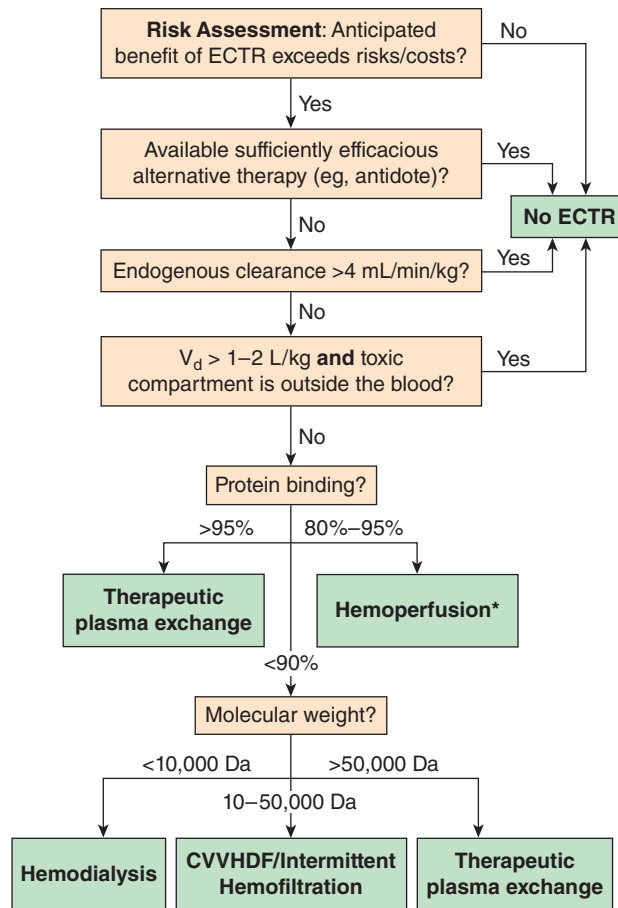 Risk Assessment: Anticipated
benefit of ECTR exceeds risks/costs?
No
Yes
Available sufficiently efficacious
alternative therapy (eg, antidote)?
Yes
No ECTR
No
Endogenous clearance >4 mL/min/kg?
Yes
No
Vd > 1–2 L/kg and toxic
compartment is outside the blood?
Yes
No
Protein binding?
>95%
80%–95%
Therapeutic
plasma exchange
Hemoperfusion*
<90%
Molecular weight?
<10,000 Da
>50,000 Da
10–50,000 Da
Hemodialysis
CVVHDF/Intermittent
Hemofiltration
Therapeutic
plasma exchange